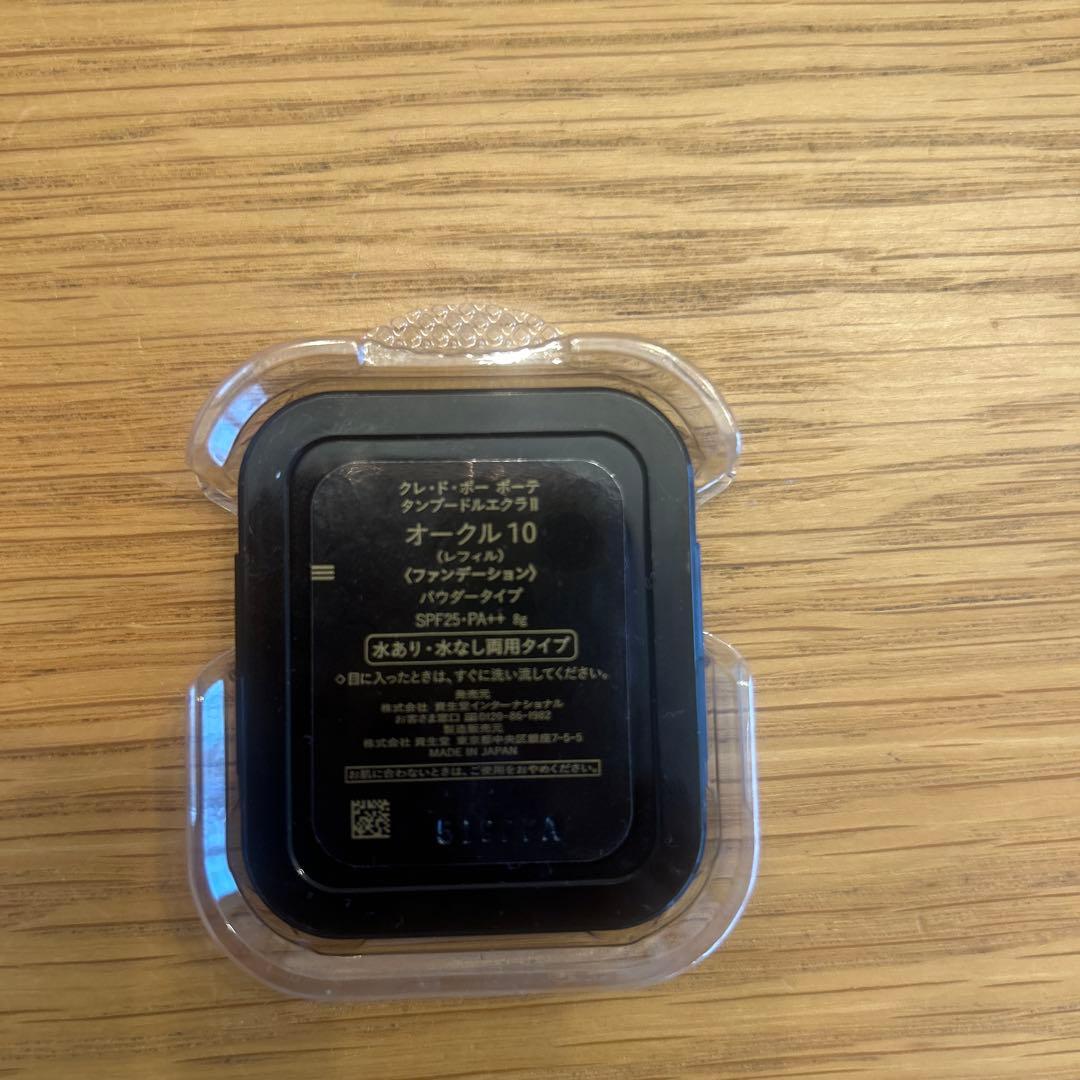 クレ・ド・ポー ボーテ
タンプードルエクラⅡ
オークル 10
《レフィル》
《ファンデーション》
パウダータイプ
SPF25・PA++ 8g
水あり・水なし両用タイプ
◇目に入ったときは、すぐに洗い流してください。
発売元
株式会社 資生堂インターナショナル
お客さま窓口 0120-86-1982
製造販売元
株式会社 資生堂 東京都中央区銀座7-5-5
MADE IN JAPAN
お肌に合わないときは、ご使用をおやめください。